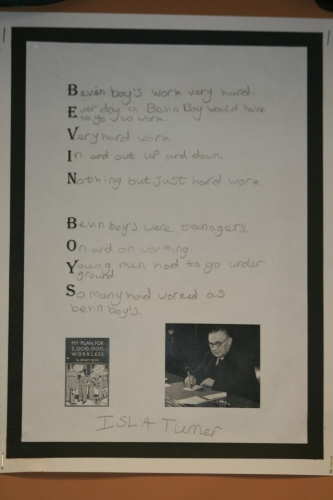 Bevin boy's work very hard.
Every day a Bevin Boy would have
to go to work.
Very hard work.
In and out up and down.
Nothing but just hard work.
Bevin boy's were teenagers.
On and on working.
Young men had to go under
ground.
So many had worked as
bevin boy's.
MY PLAN FOR
2,000,000
WORKLESS
ISLA Turner